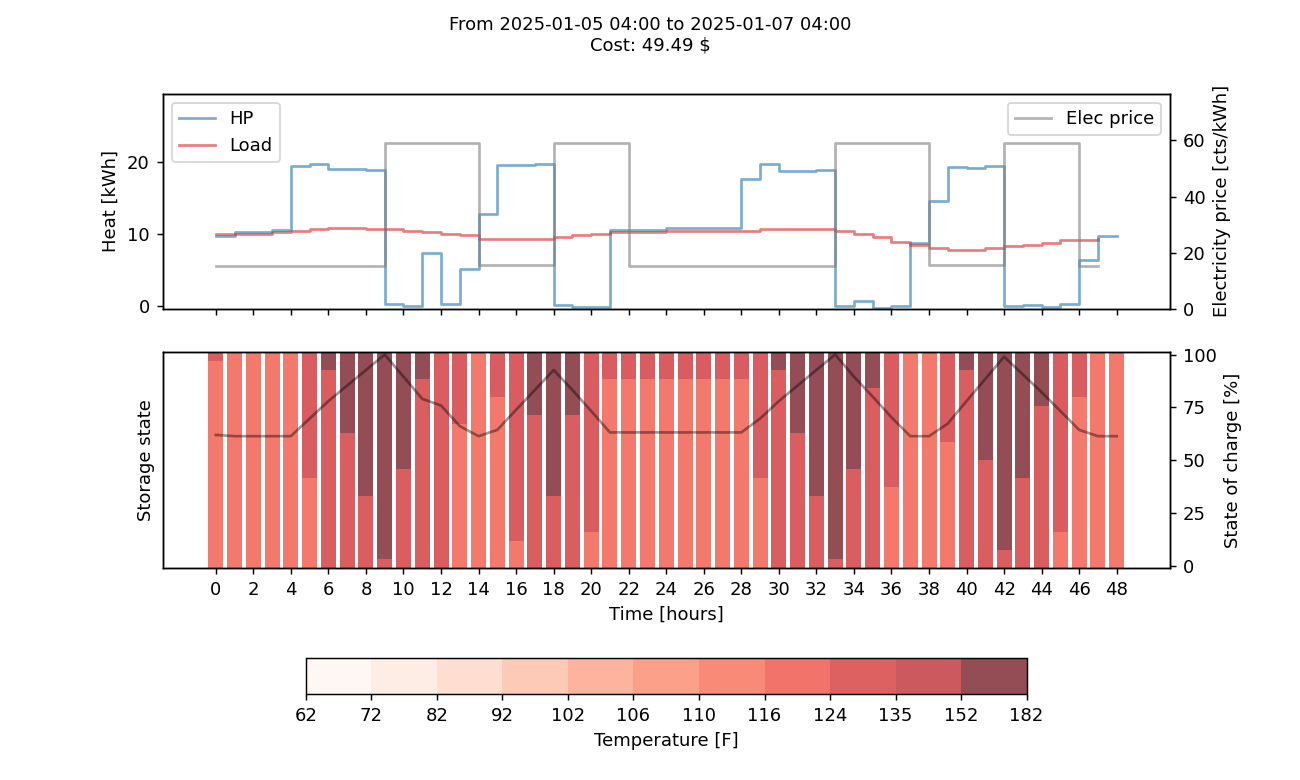 From 2025-01-05 04:00 to 2025-01-07 04:00
Cost: 49.49 $
HP
Load
Elec price
Heat [kWh]
20
10
0
60
40
20
0
Electricity price [cts/kWh]
Storage state
100
75
50
25
0
State of charge [%]
0 2 4 6 8 10 12 14 16 18 20 22 24 26 28 30 32 34 36 38 40 42 44 46 48
Time [hours]
62 72 82 92 102 106 110 116 124 135 152 182
Temperature [F]